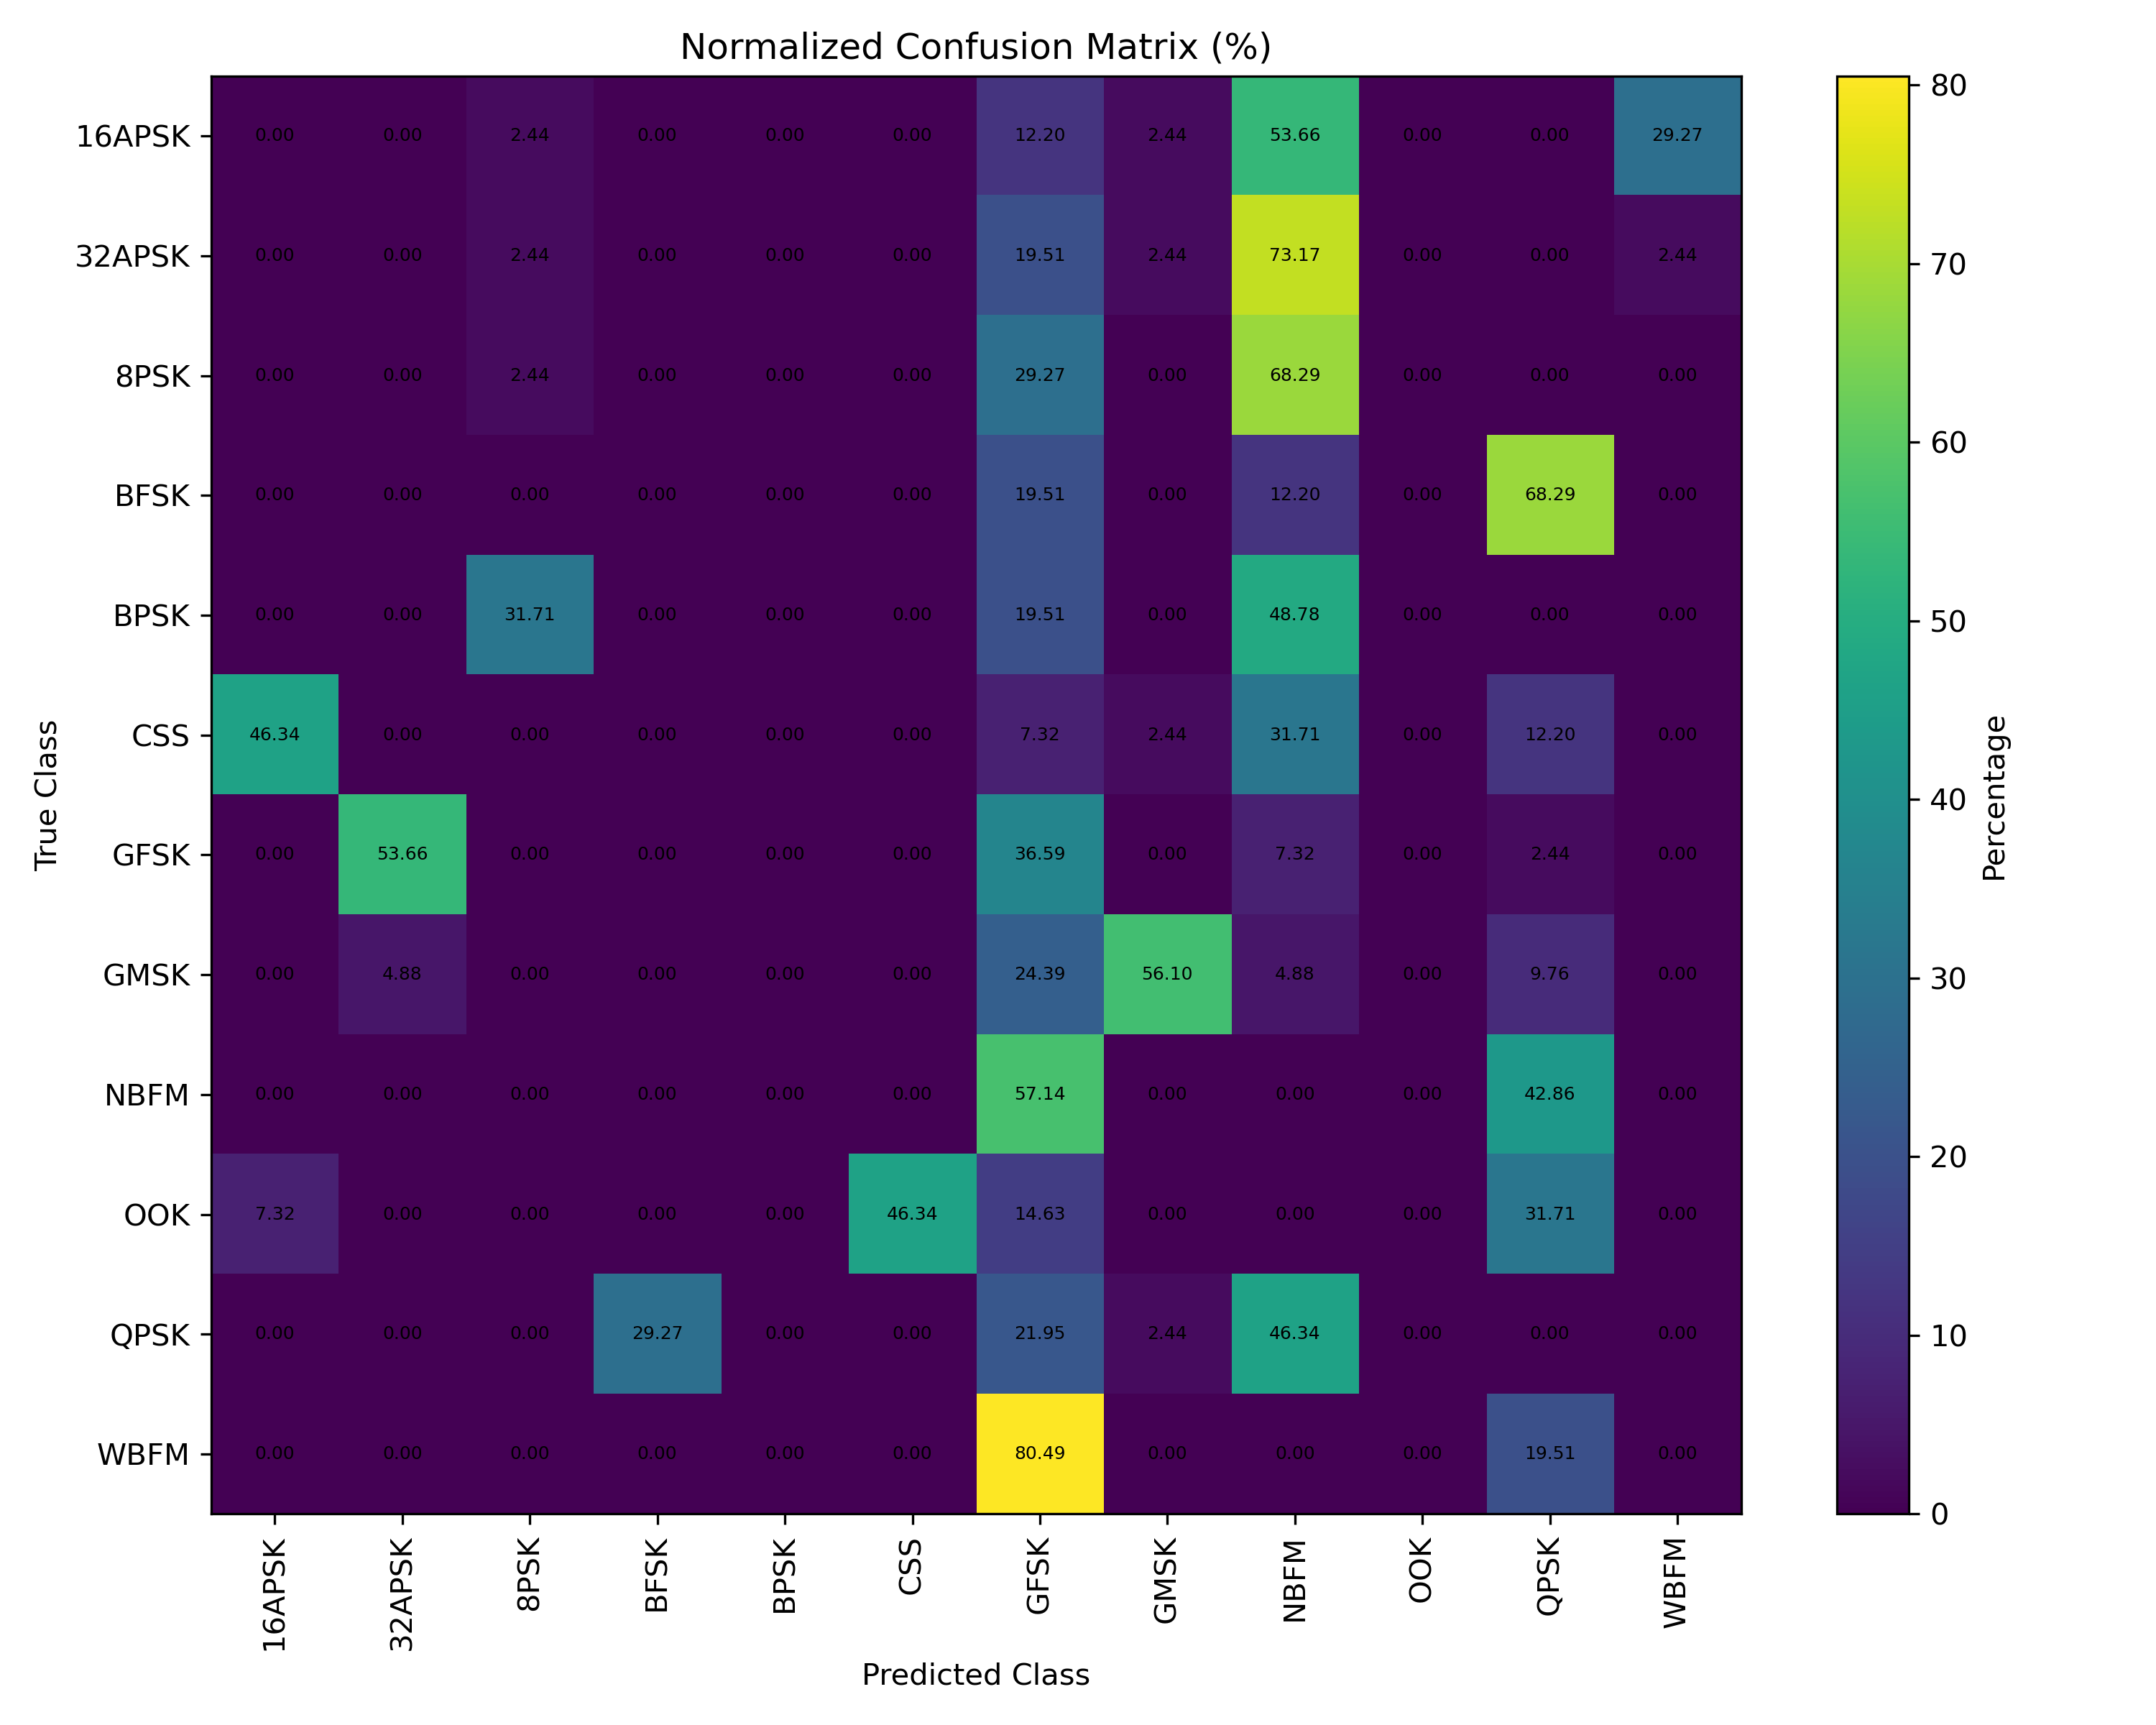 Normalized Confusion Matrix (%)
16APSK 0.00 0.00 2.44 0.00 0.00 0.00 12.20 2.44 53.66 0.00 0.00 29.27
32APSK 0.00 0.00 2.44 0.00 0.00 0.00 19.51 2.44 73.17 0.00 0.00 2.44
8PSK 0.00 0.00 2.44 0.00 0.00 0.00 29.27 0.00 68.29 0.00 0.00 0.00
BFSK 0.00 0.00 0.00 0.00 0.00 0.00 19.51 0.00 12.20 0.00 68.29 0.00
BPSK 0.00 0.00 31.71 0.00 0.00 0.00 19.51 0.00 48.78 0.00 0.00 0.00
CSS 46.34 0.00 0.00 0.00 0.00 0.00 7.32 2.44 31.71 0.00 12.20 0.00
GFSK 0.00 53.66 0.00 0.00 0.00 0.00 36.59 0.00 7.32 0.00 2.44 0.00
GMSK 0.00 4.88 0.00 0.00 0.00 0.00 24.39 56.10 4.88 0.00 9.76 0.00
NBFM 0.00 0.00 0.00 0.00 0.00 0.00 57.14 0.00 0.00 0.00 42.86 0.00
OOK 7.32 0.00 0.00 0.00 0.00 46.34 14.63 0.00 0.00 0.00 31.71 0.00
QPSK 0.00 0.00 0.00 29.27 0.00 0.00 21.95 2.44 46.34 0.00 0.00 0.00
WBFM 0.00 0.00 0.00 0.00 0.00 0.00 80.49 0.00 0.00 0.00 19.51 0.00
16APSK 32APSK 8PSK BFSK BPSK CSS GFSK GMSK NBFM OOK QPSK WBFM
Predicted Class
True Class
80
70
60
50
40
30
20
10
0
Percentage